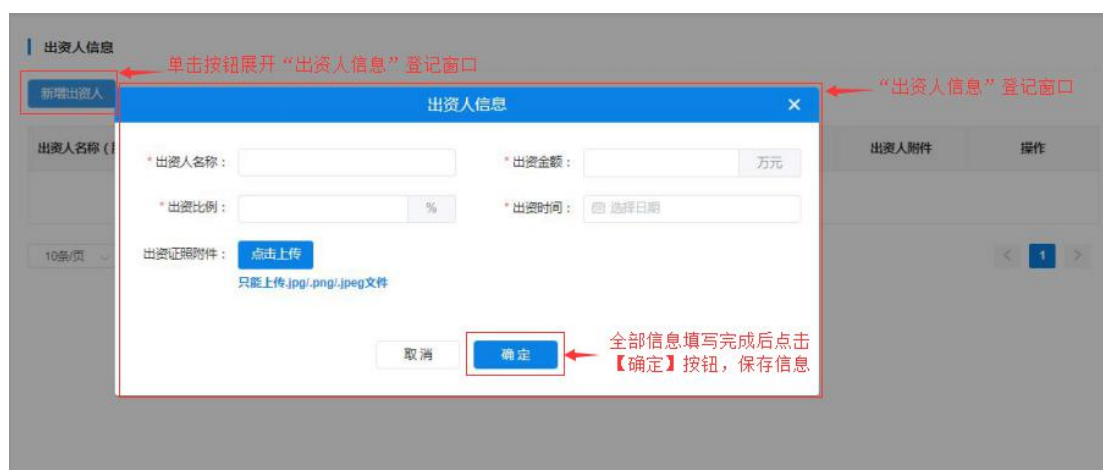 出资人信息
单击按钮展开“出资人信息”登记窗口
新增出资人
“出资人信息”登记窗口
出资人信息
出资人名称（
出资人附件
操作
*出资人名称：
*出资金额：
万元
*出资比例：
%
*出资时间：
选择日期
10条/页
出资证照附件：
点击上传
只能上传.jpg/.png/.jpeg文件
< 1 >
取消
确定
全部信息填写完成后点击
【确定】按钮，保存信息